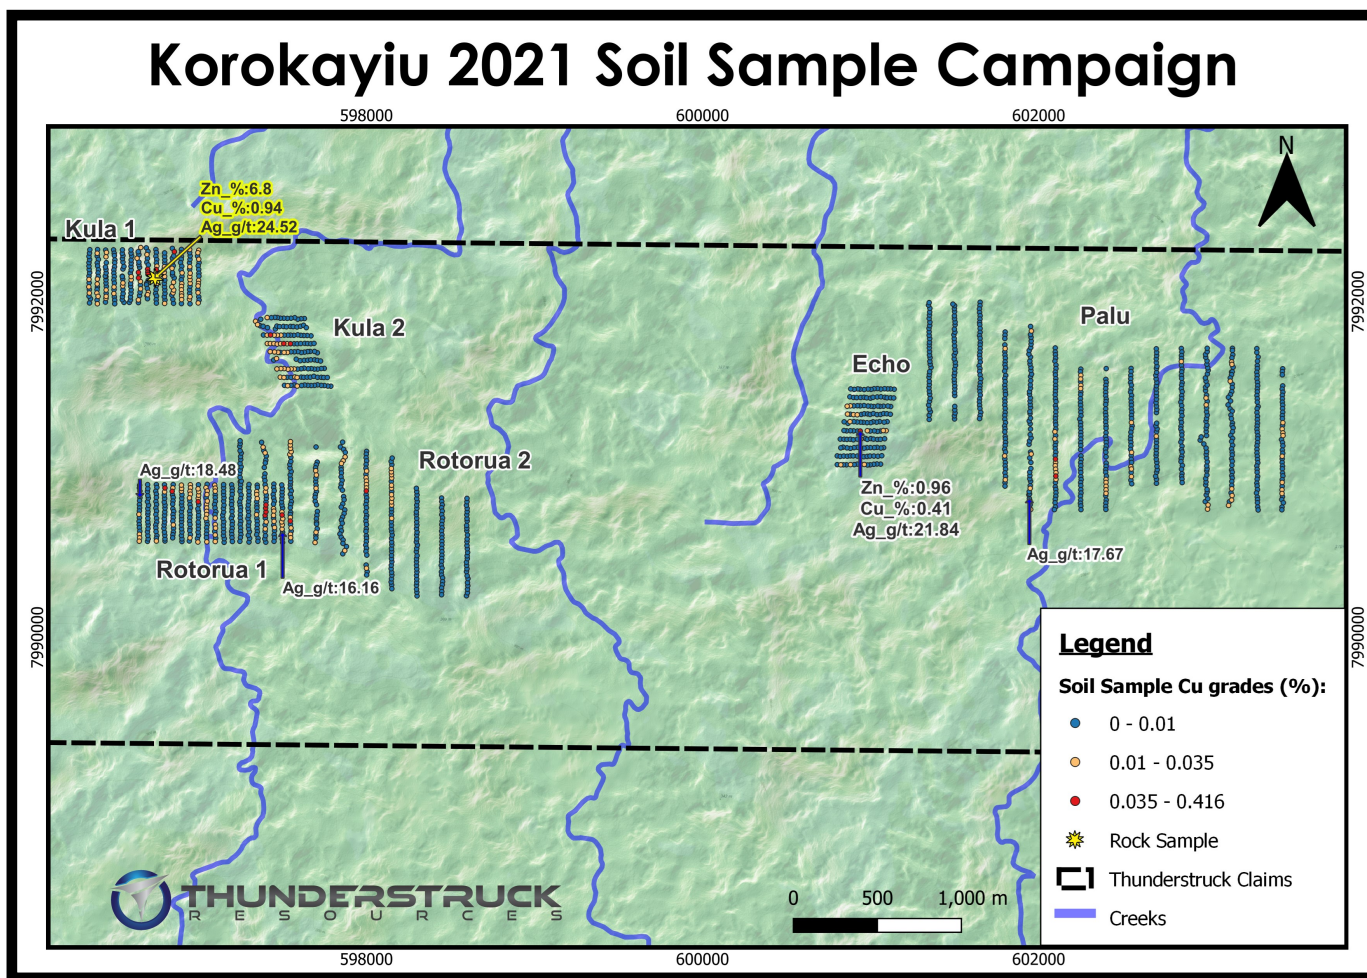 Korokayiu 2021 Soil Sample Campaign
598000
600000
602000
N
Zn_%:6.8
Cu_%:0.94
Ag_g/t:24.52
Kula 1
7992000
7992000
Kula 2
Palu
Echo
Rotorua 2
Ag_g/t:18.48
Zn_%:0.96
Cu_%:0.41
Ag_g/t:21.84
Ag_g/t:17.67
Rotorua 1
Ag_g/t:16.16
7990000
7990000
Legend
Soil Sample Cu grades (%):
0 - 0.01
0.01 - 0.035
0.035 - 0.416
Rock Sample
Thunderstruck Claims
Creeks
THUNDERSTRUCK
RESOURCES
0 500 1,000 m
598000
600000
602000